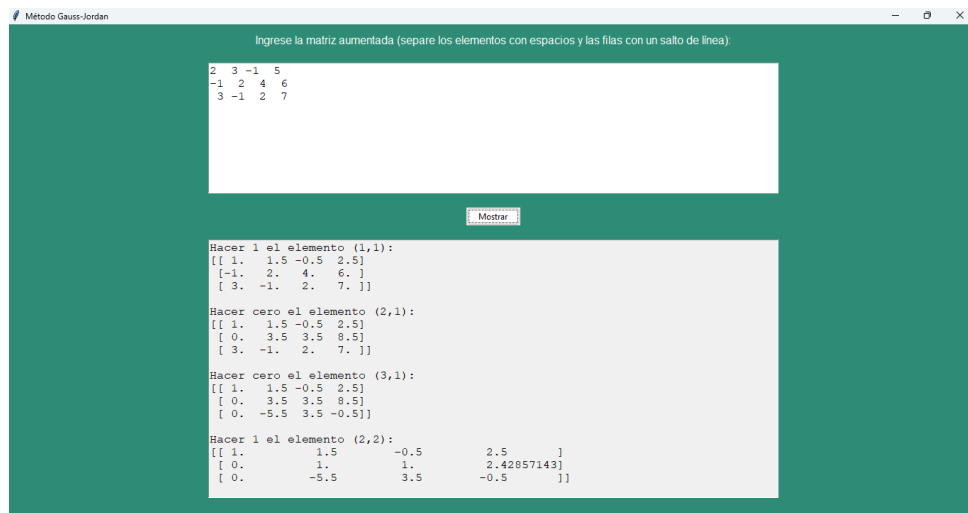 Método Gauss-Jordan
Ingrese la matriz aumentada (separe los elementos con espacios y las filas con un salto de línea):
2  3 -1  5
-1  2  4  6
 3 -1  2  7
Mostrar
Hacer 1 el elemento (1,1):
[[ 1.   1.5 -0.5  2.5]
 [-1.   2.   4.   6. ]
 [ 3.  -1.   2.   7. ]]
Hacer cero el elemento (2,1):
[[ 1.   1.5 -0.5  2.5]
 [ 0.   3.5  3.5  8.5]
 [ 3.  -1.   2.   7. ]]
Hacer cero el elemento (3,1):
[[ 1.   1.5 -0.5  2.5]
 [ 0.   3.5  3.5  8.5]
 [ 0.  -5.5  3.5 -0.5]]
Hacer 1 el elemento (2,2):
[[ 1.          1.5        -0.5         2.5       ]
 [ 0.          1.          1.          2.42857143]
 [ 0.         -5.5         3.5        -0.5       ]]